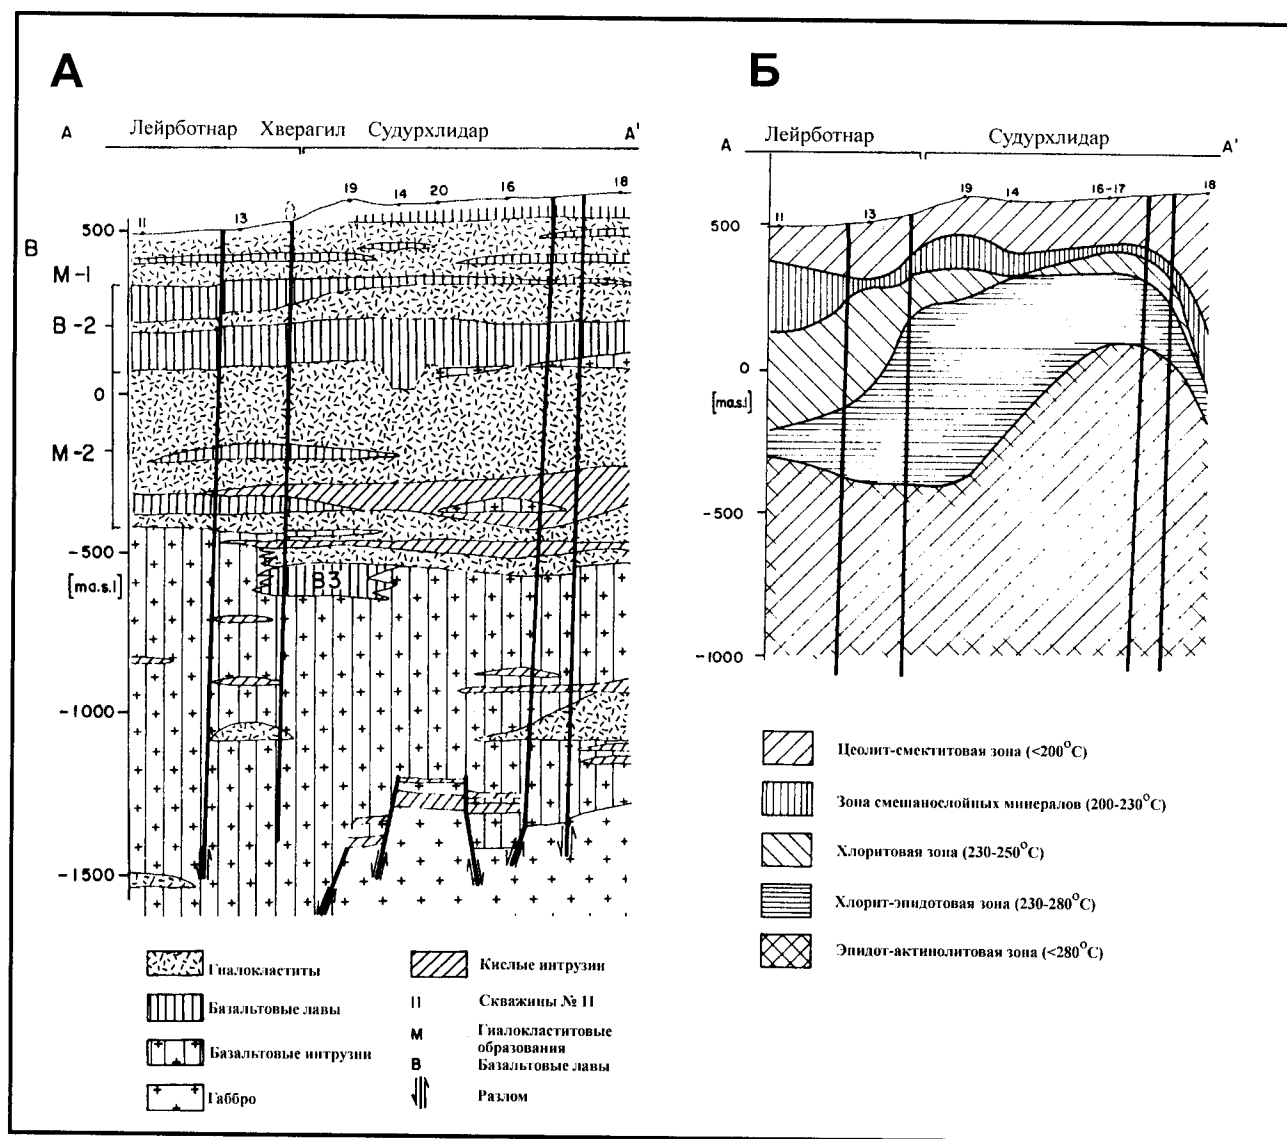 А
А Лейрботнар Хверагил Судурхлидар А'
11 13 19 14 20 16 18
B
500
М-1
В-2
0
М-2
-500
[m a.s.l]
B3
-1000
-1500
Гиалокластиты
Базальтовые лавы
Базальтовые интрузии
Габбро
Кислые интрузии
11 Скважины № 11
М Гиалокластитовые
образования
В Базальтовые лавы
Разлом
Б
А Лейрботнар Судурхлидар А'
11 13 19 14 16-17 18
500
0
[m a.s.l]
-500
-1000
Цеолит-смектитовая зона (<200°С)
Зона смешанослойных минералов (200-230°С)
Хлоритовая зона (230-250°С)
Хлорит-эпидотовая зона (230-280°С)
Эпидот-актинолитовая зона (<280°С)